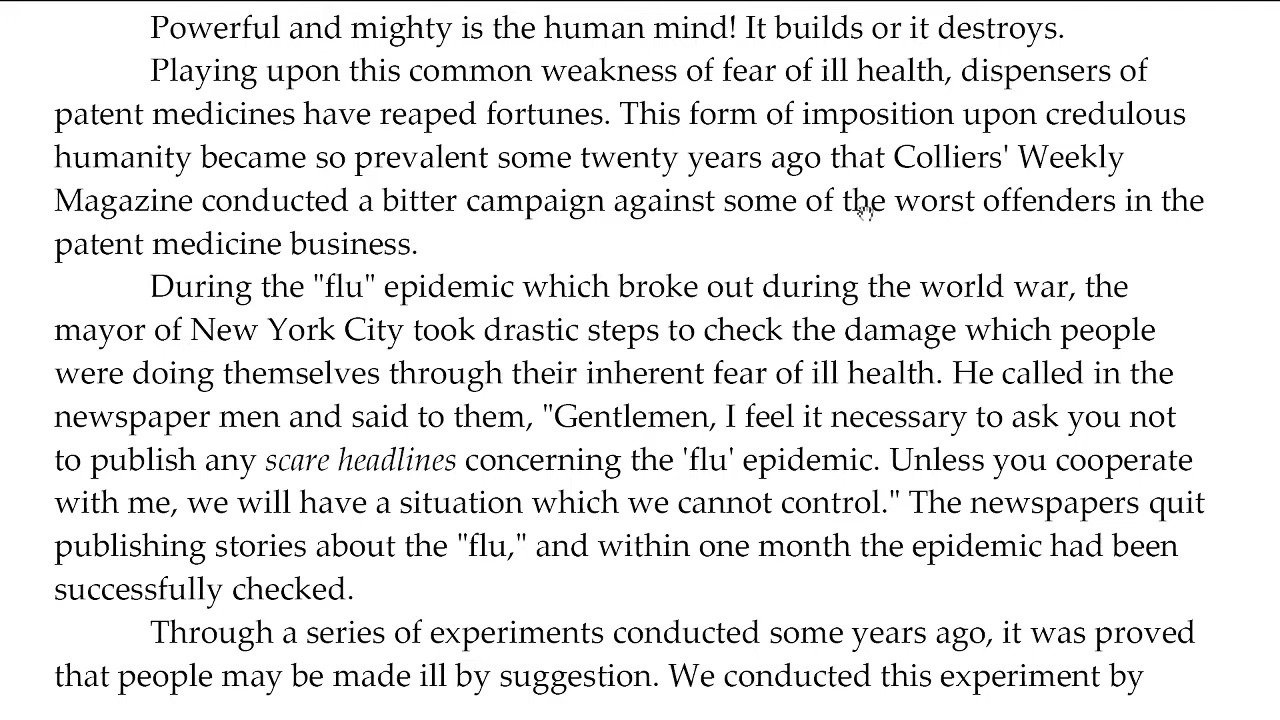 Powerful and mighty is the human mind! It builds or it destroys.
Playing upon this common weakness of fear of ill health, dispensers of
patent medicines have reaped fortunes. This form of imposition upon credulous
humanity became so prevalent some twenty years ago that Colliers' Weekly
Magazine conducted a bitter campaign against some of the worst offenders in the
patent medicine business.
During the "flu" epidemic which broke out during the world war, the
mayor of New York City took drastic steps to check the damage which people
were doing themselves through their inherent fear of ill health. He called in the
newspaper men and said to them, "Gentlemen, I feel it necessary to ask you not
to publish any scare headlines concerning the 'flu' epidemic. Unless you cooperate
with me, we will have a situation which we cannot control." The newspapers quit
publishing stories about the "flu," and within one month the epidemic had been
successfully checked.
Through a series of experiments conducted some years ago, it was proved
that people may be made ill by suggestion. We conducted this experiment by